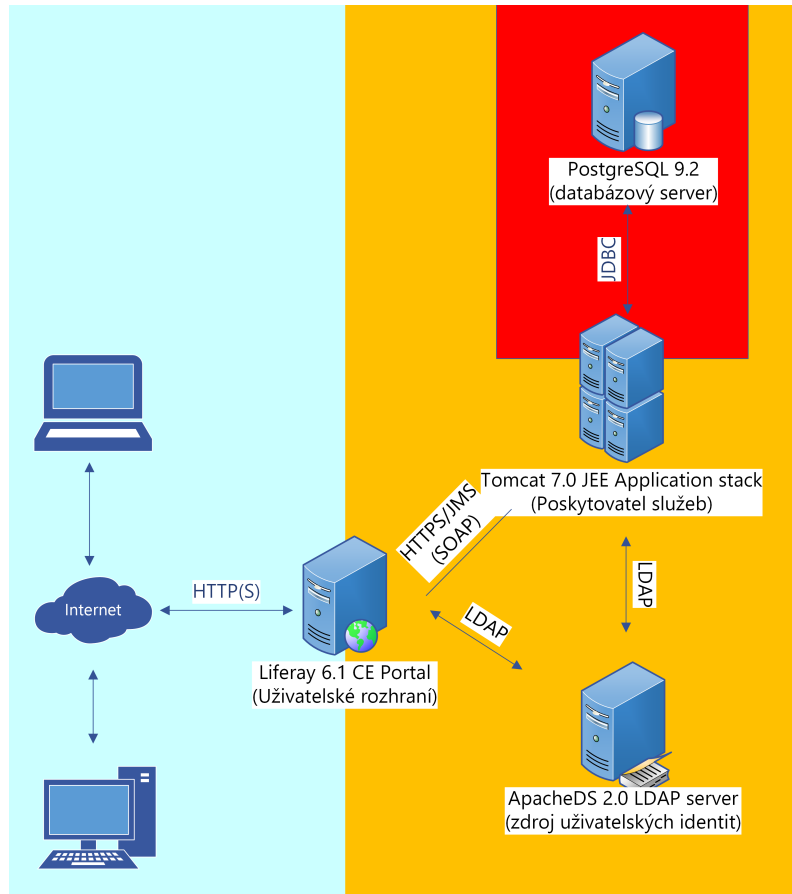 PostgreSQL 9.2
(databázový server)
JDBC
Tomcat 7.0 JEE Application stack
(Poskytovatel služeb)
HTTPS/JMS
(SOAP)
LDAP
Internet
HTTP(S)
LDAP
Liferay 6.1 CE Portal
(Uživatelské rozhraní)
ApacheDS 2.0 LDAP server
(zdroj uživatelských identit)